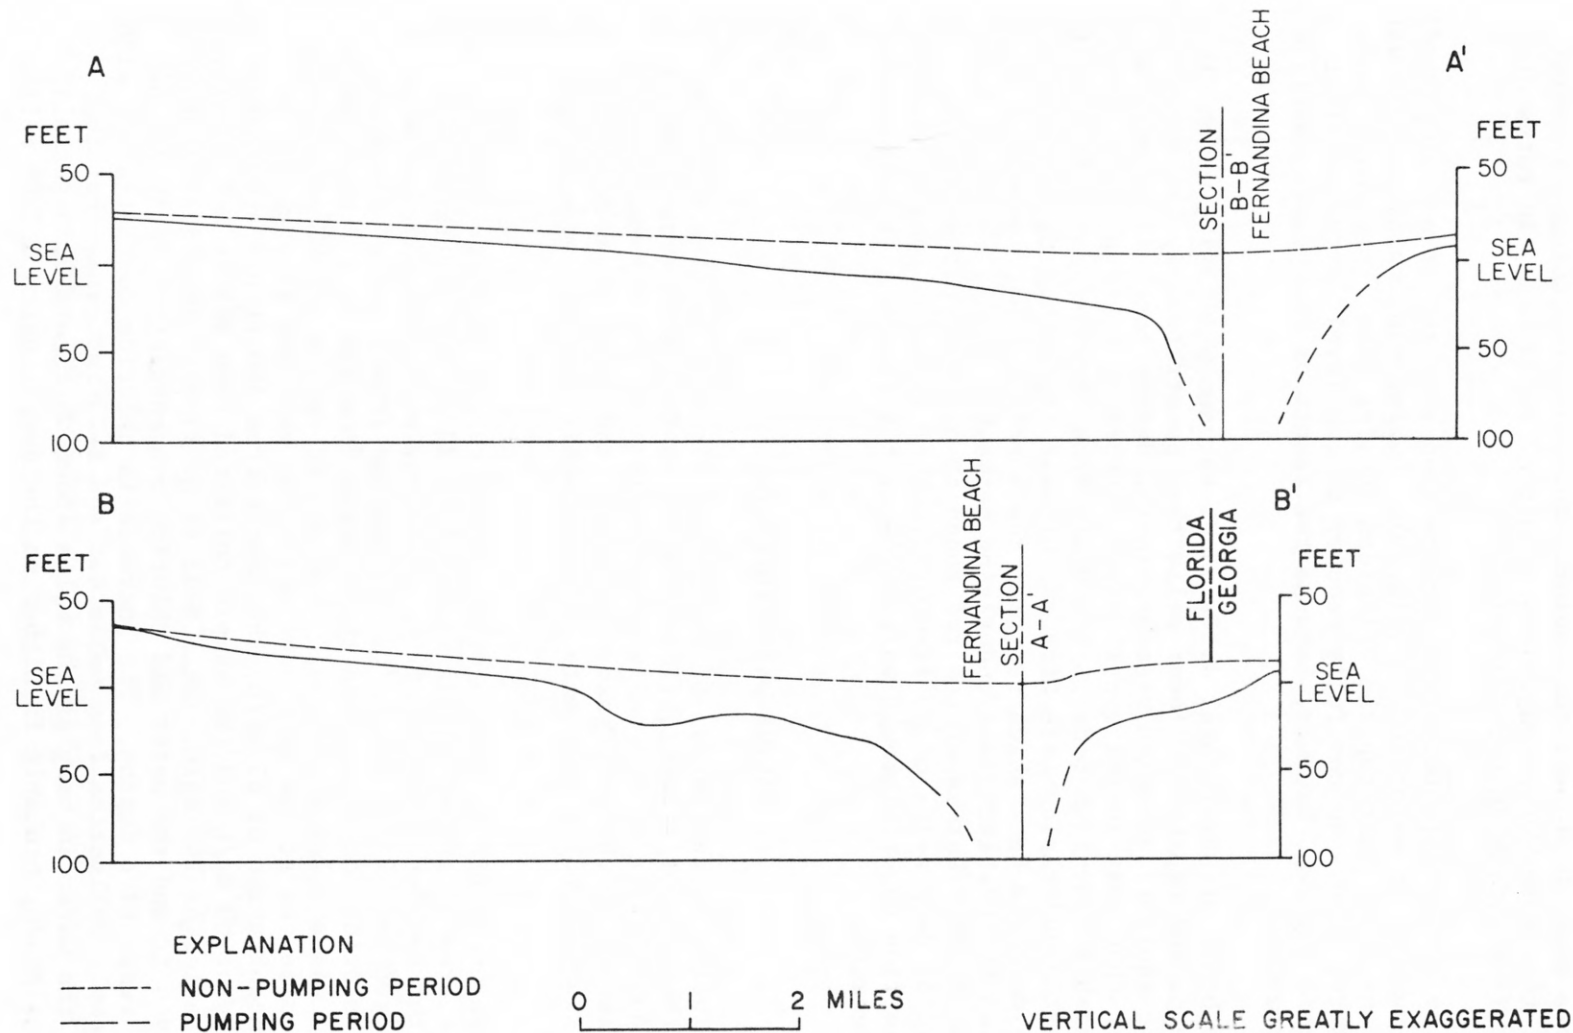 A
A'
FEET
FEET
50
50
SEA
LEVEL
SEA
LEVEL
50
50
100
100
SECTION
B-B'
FERNANDINA BEACH
B
B'
FEET
FEET
50
50
SEA
LEVEL
SEA
LEVEL
50
50
100
100
FERNANDINA BEACH
SECTION
A-A'
FLORIDA
GEORGIA
EXPLANATION
NON-PUMPING PERIOD
PUMPING PERIOD
0 1 2 MILES
VERTICAL SCALE GREATLY EXAGGERATED